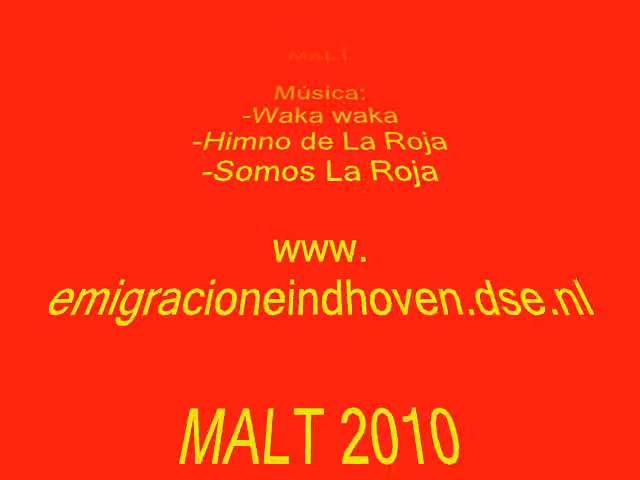 MALT
Música:
-Waka waka
-Himno de La Roja
-Somos La Roja
www.
emigracioneindhoven.dse.nl
MALT 2010